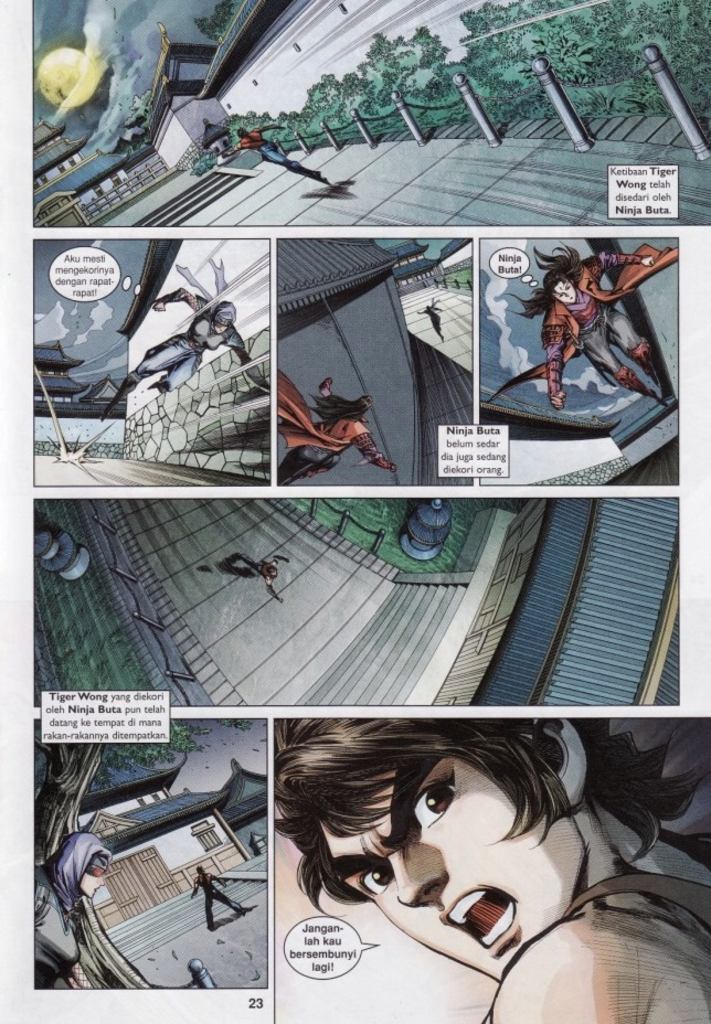 Ketibaan Tiger
Wong telah
disedari oleh
Ninja Buta.
Aku mesti
mengekorinya
dengan rapat-
rapat!
Ninja
Buta!
Ninja Buta
belum sedar
dia juga sedang
diekori orang.
Tiger Wong yang diekori
oleh Ninja Buta pun telah
datang ke tempat di mana
rakan-rakannya ditempatkan.
Jangan-
lah kau
bersembunyi
lagi!
23